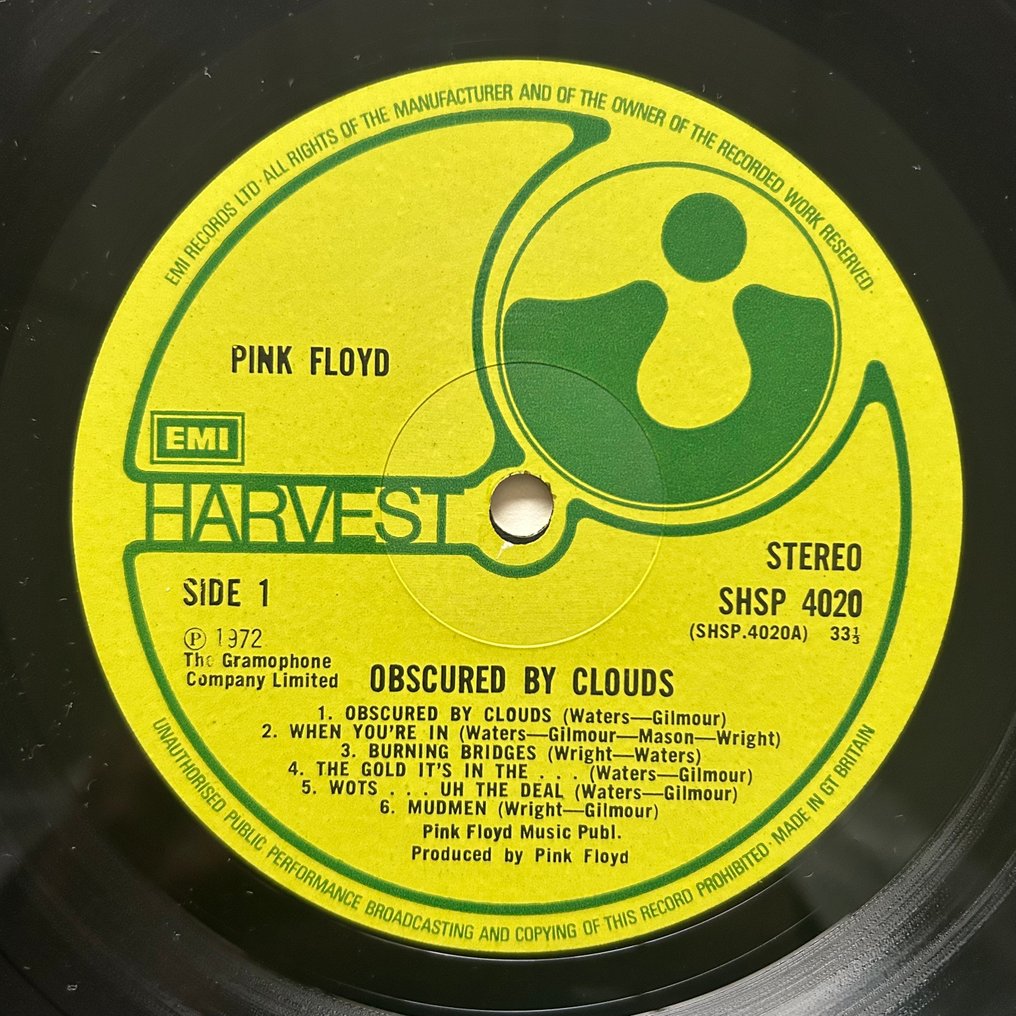 EMI RECORDS LTD · ALL RIGHTS OF THE MANUFACTURER AND OF THE OWNER OF THE RECORDED WORK RESERVED ·
PINK FLOYD
EMI
HARVEST
STEREO
SIDE 1
SHSP 4020
(SHSP.4020A) 33⅓
Ⓟ 1972
The Gramophone
Company Limited
OBSCURED BY CLOUDS
1. OBSCURED BY CLOUDS (Waters—Gilmour)
2. WHEN YOU'RE IN (Waters—Gilmour—Mason—Wright)
3. BURNING BRIDGES (Wright—Waters)
4. THE GOLD IT'S IN THE . . . (Waters—Gilmour)
5. WOTS . . . UH THE DEAL (Waters—Gilmour)
6. MUDMEN (Wright—Gilmour)
Pink Floyd Music Publ.
Produced by Pink Floyd
UNAUTHORISED PUBLIC PERFORMANCE BROADCASTING AND COPYING OF THIS RECORD PROHIBITED · MADE IN GT BRITAIN